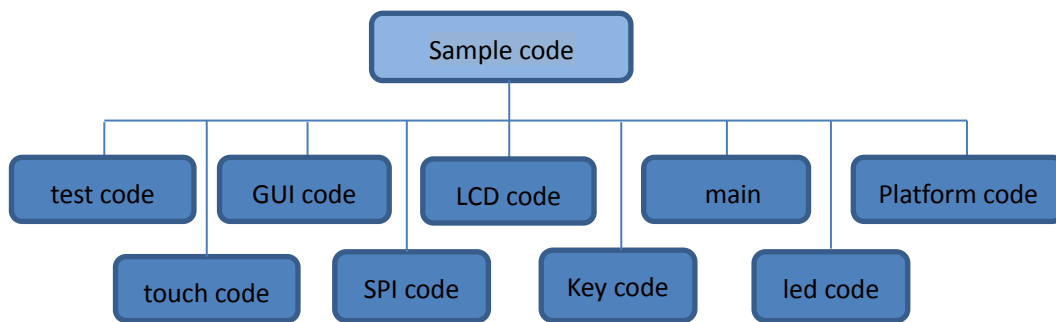 Sample code
test code
GUI code
LCD code
main
Platform code
touch code
SPI code
Key code
led code